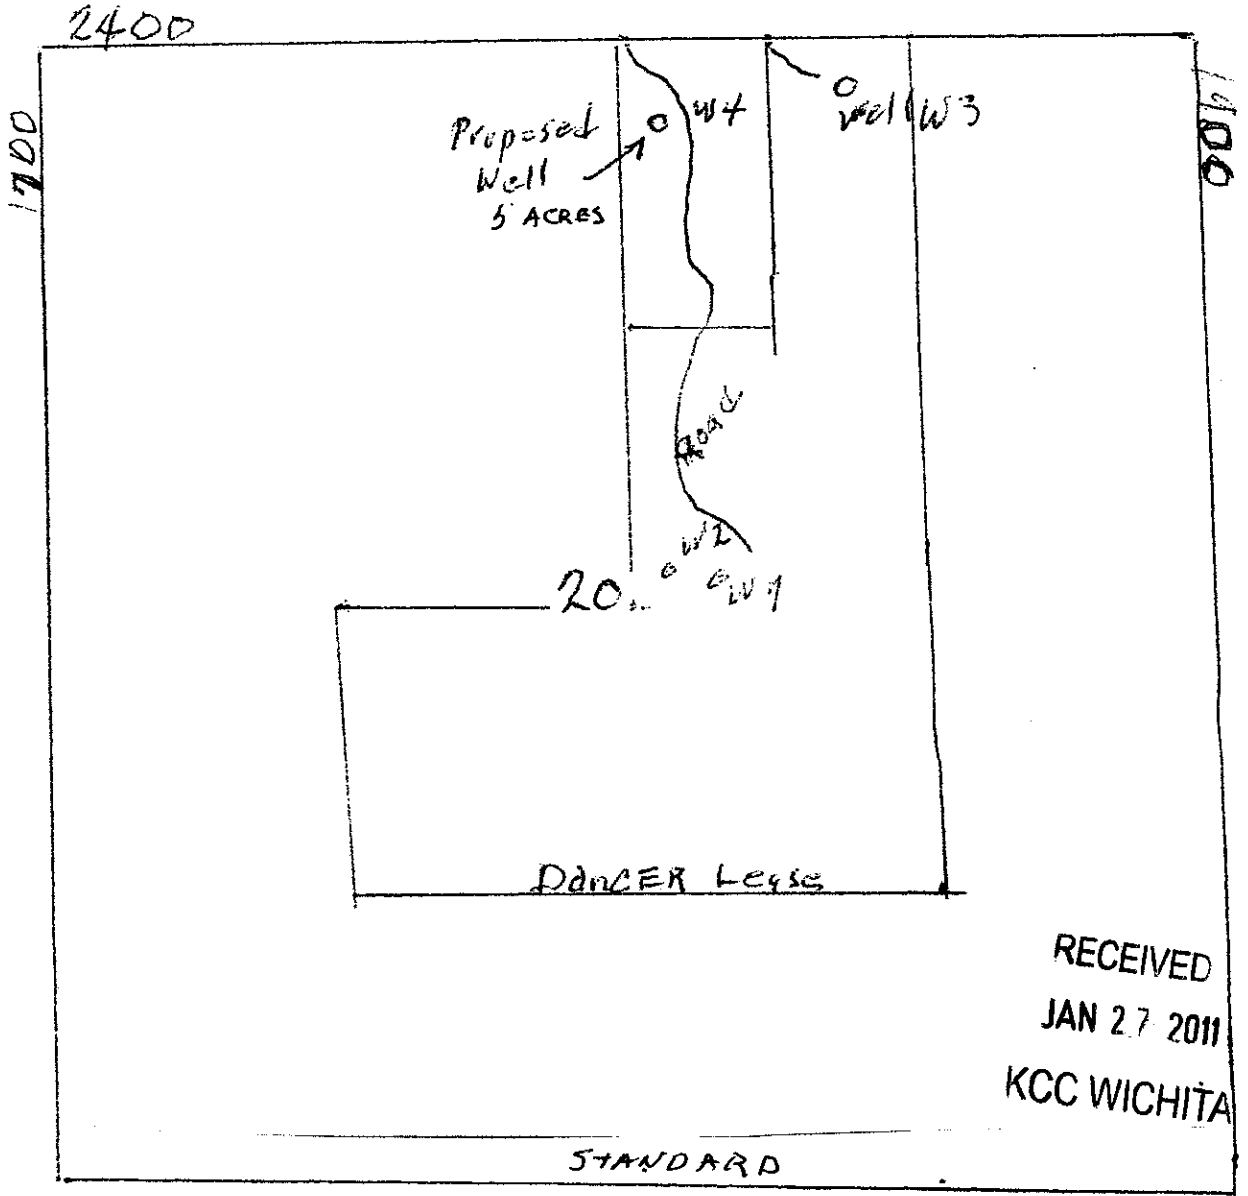 2400
1700
1900
Proposed
Well
5 ACRES
W4
Well W3
Road
W2
W1
20
DanCER Lease
RECEIVED
JAN 27 2011
KCC WICHITA
STANDARD